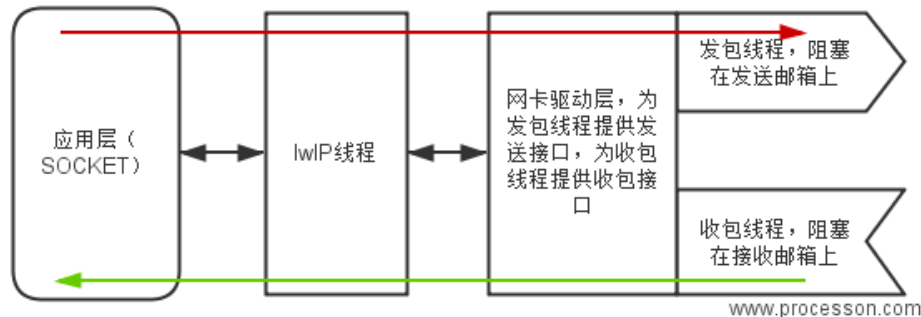 应用层（
SOCKET）
lwIP线程
网卡驱动层，为
发包线程提供发
送接口，为收包
线程提供收包接
口
发包线程，阻塞
在发送邮箱上
收包线程，阻塞
在接收邮箱上
www.processon.com